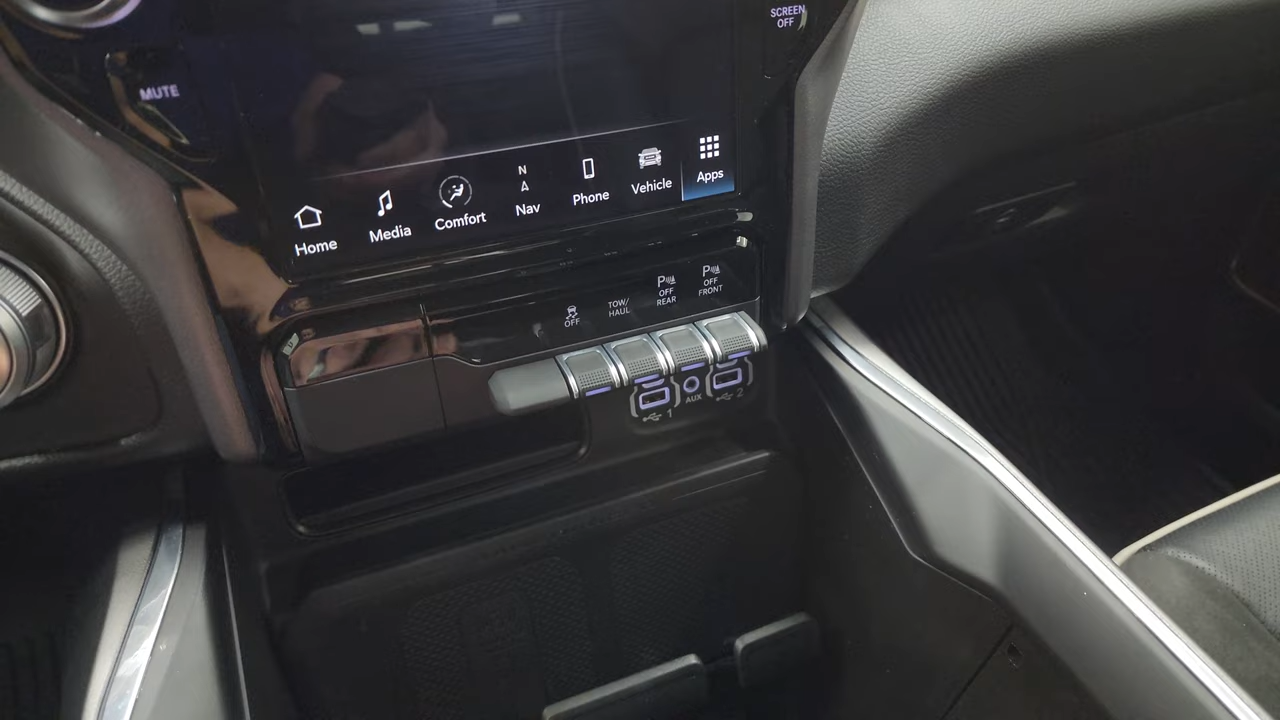 SCREEN
OFF
MUTE
Home
Media
Comfort
N
Nav
Phone
Vehicle
Apps
OFF
TOW/
HAUL
P
OFF
REAR
P
OFF
FRONT
1
AUX
2